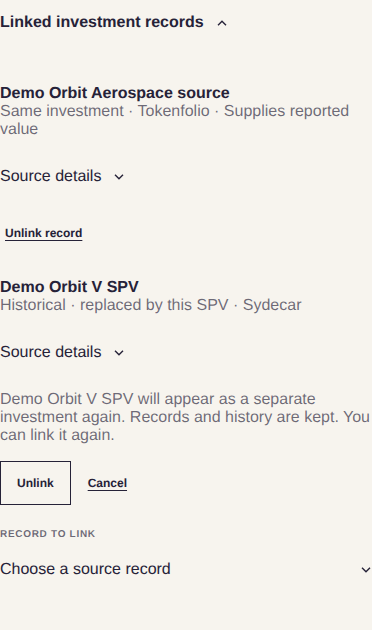 Linked investment records
Demo Orbit Aerospace source
Same investment · Tokenfolio · Supplies reported
value
Source details
Unlink record
Demo Orbit V SPV
Historical · replaced by this SPV · Sydecar
Source details
Demo Orbit V SPV will appear as a separate
investment again. Records and history are kept. You
can link it again.
Unlink Cancel
RECORD TO LINK
Choose a source record